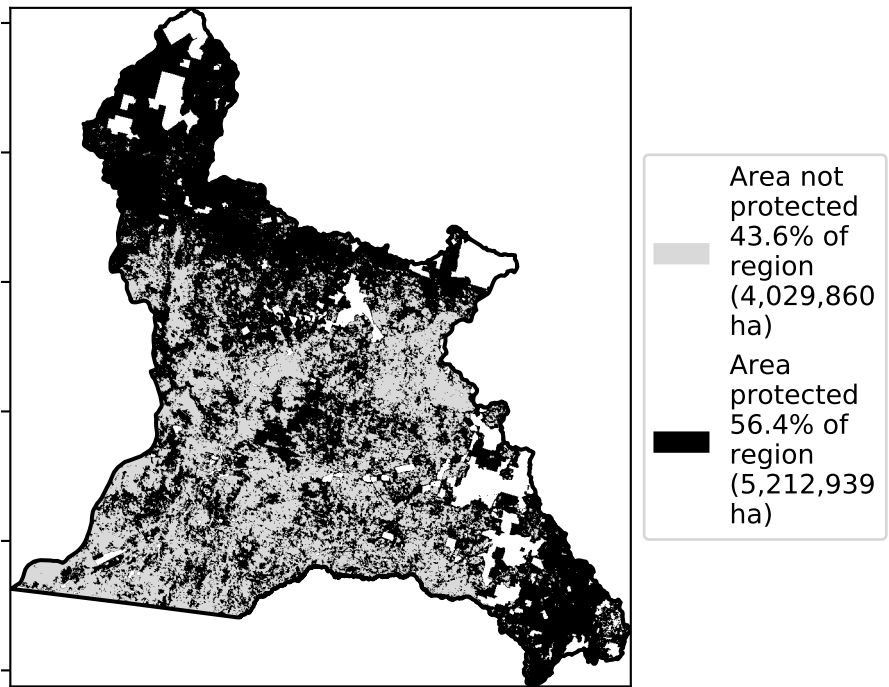 Area not
protected
43.6% of
region
(4,029,860
ha)
Area
protected
56.4% of
region
(5,212,939
ha)